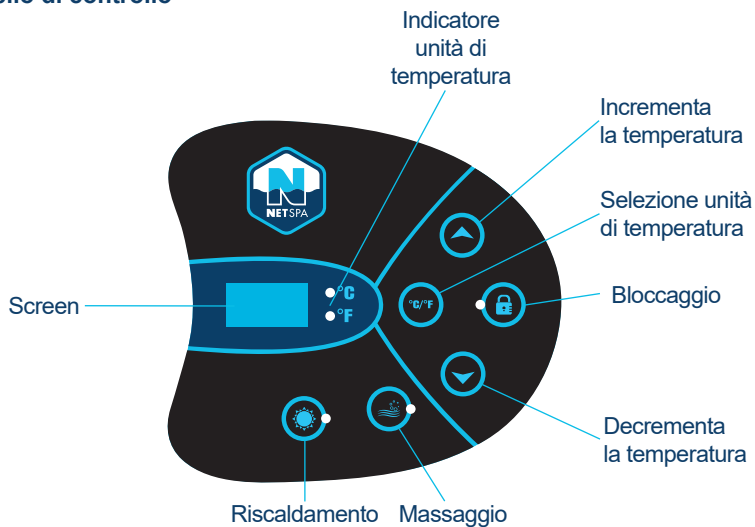 Indicatore
unità di
temperatura
Incrementa
la temperatura
Selezione unità
di temperatura
N
NETSPA
°C
°F
°C/°F
Screen
Bloccaggio
Decrementa
la temperatura
Riscaldamento
Massaggio